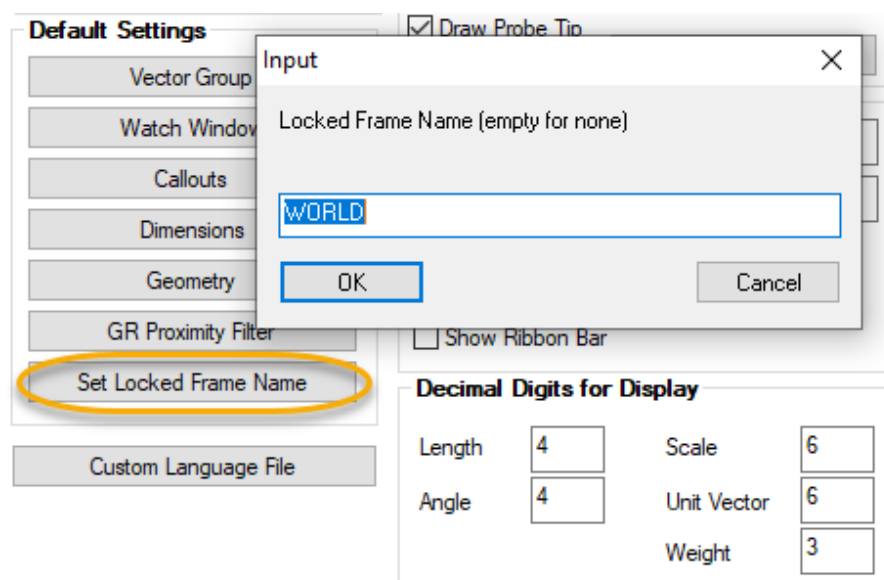 Default Settings
Vector Group
Watch Window
Callouts
Dimensions
Geometry
GR Proximity Filter
Set Locked Frame Name
Custom Language File
Draw Probe Tip
Input
Locked Frame Name (empty for none)
WORLD
OK
Cancel
Show Ribbon Bar
Decimal Digits for Display
Length 4 Scale 6
Angle 4 Unit Vector 6
Weight 3